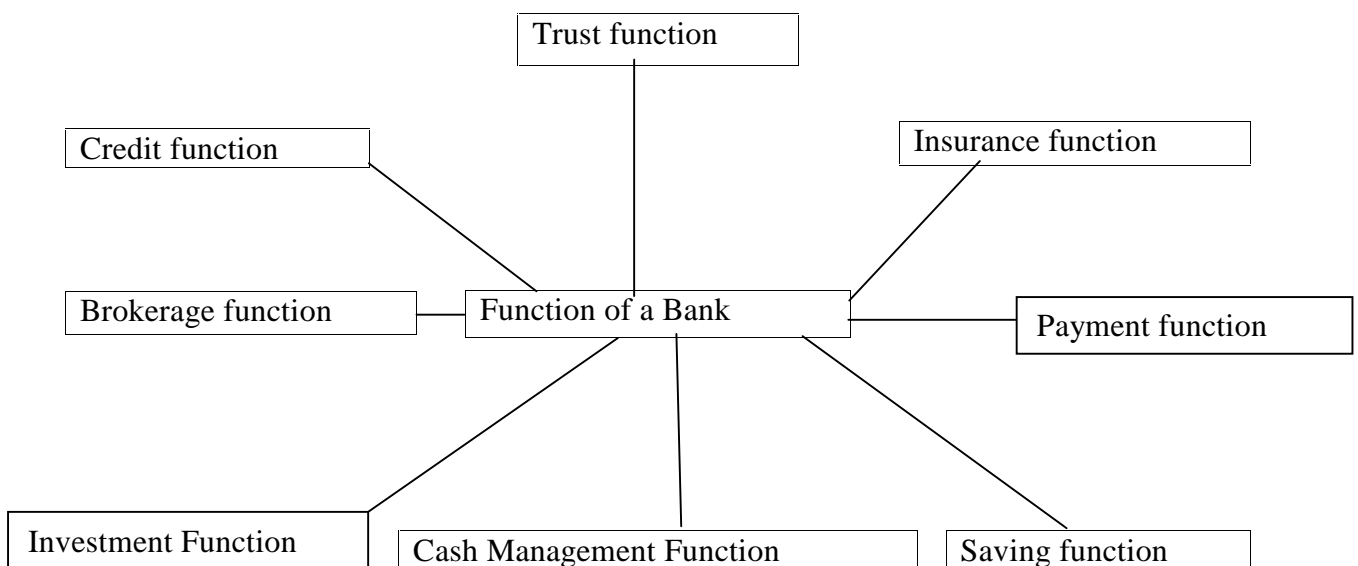 Trust function
Credit function
Insurance function
Brokerage function
Function of a Bank
Payment function
Investment Function
Cash Management Function
Saving function